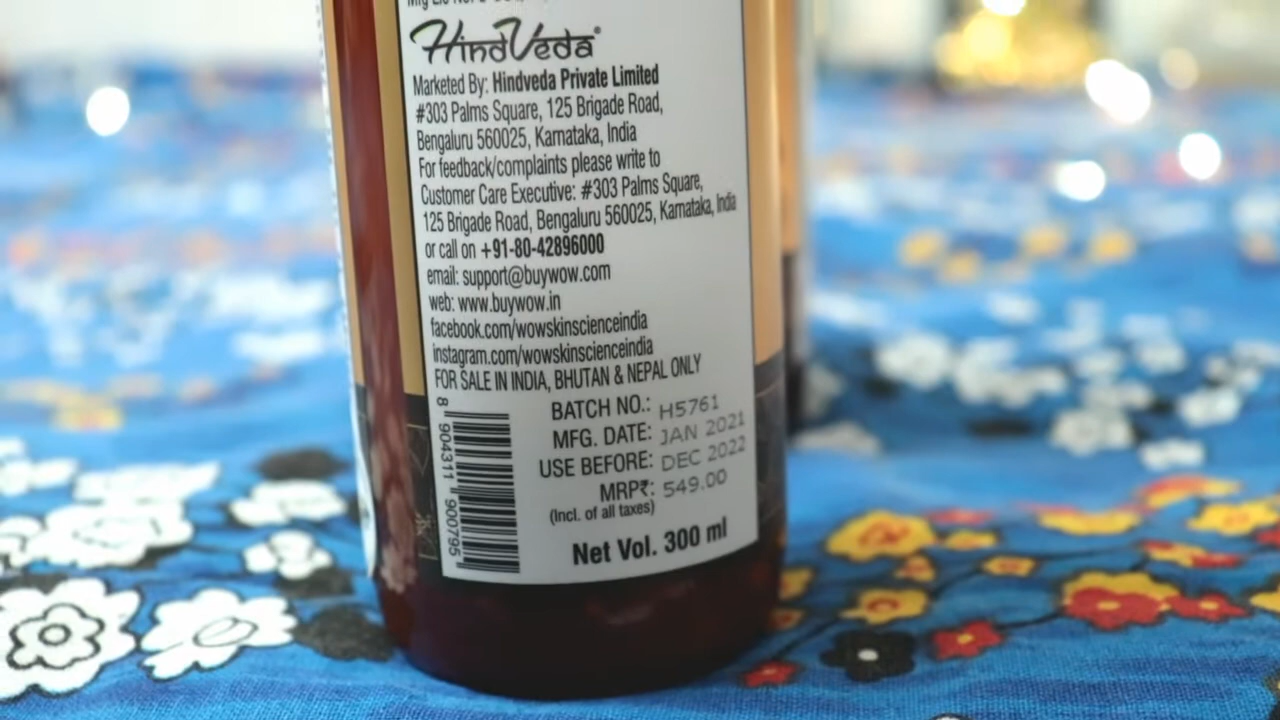 HindVeda®
Marketed By: Hindveda Private Limited
#303 Palms Square, 125 Brigade Road,
Bengaluru 560025, Karnataka, India
For feedback/complaints please write to
Customer Care Executive: #303 Palms Square,
125 Brigade Road, Bengaluru 560025, Karnataka, India
or call on +91-80-42896000
email: support@buywow.com
web: www.buywow.in
facebook.com/wowskinscienceindia
instagram.com/wowskinscienceindia
FOR SALE IN INDIA, BHUTAN & NEPAL ONLY
BATCH NO.: H5761
MFG. DATE: JAN 2021
USE BEFORE: DEC 2022
MRP₹: 549.00
(Incl. of all taxes)
Net Vol. 300 ml
8 904311 900795